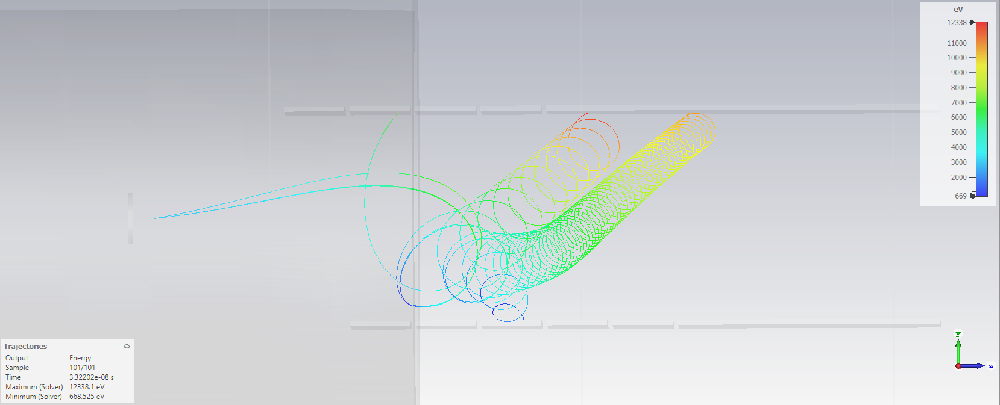 eV
12338
11000
10000
9000
8000
7000
6000
5000
4000
3000
2000
669
Y
z
Trajectories
Output Energy
Sample 101/101
Time 3.32202e-08 s
Maximum (Solver) 12338.1 eV
Minimum (Solver) 668.525 eV